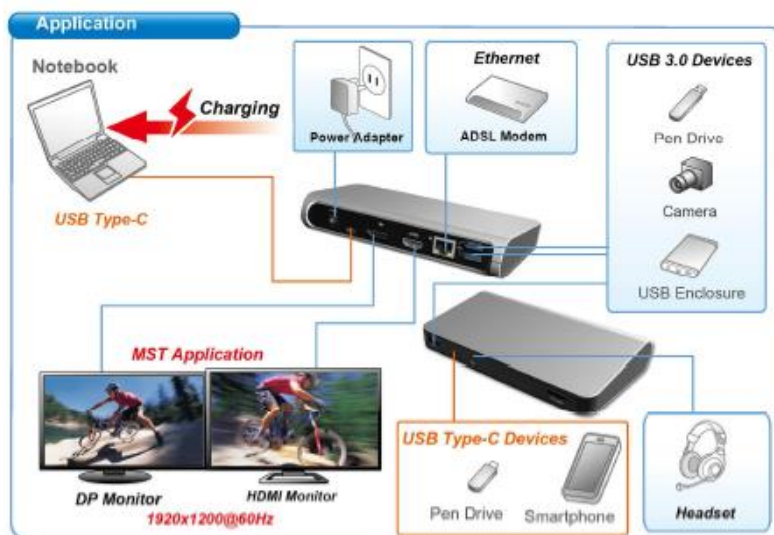 Application
Notebook
Charging
USB Type-C
Power Adapter
Ethernet
ADSL Modem
USB 3.0 Devices
Pen Drive
Camera
USB Enclosure
MST Application
DP Monitor
HDMI Monitor
1920x1200@60Hz
USB Type-C Devices
Pen Drive
Smartphone
Headset